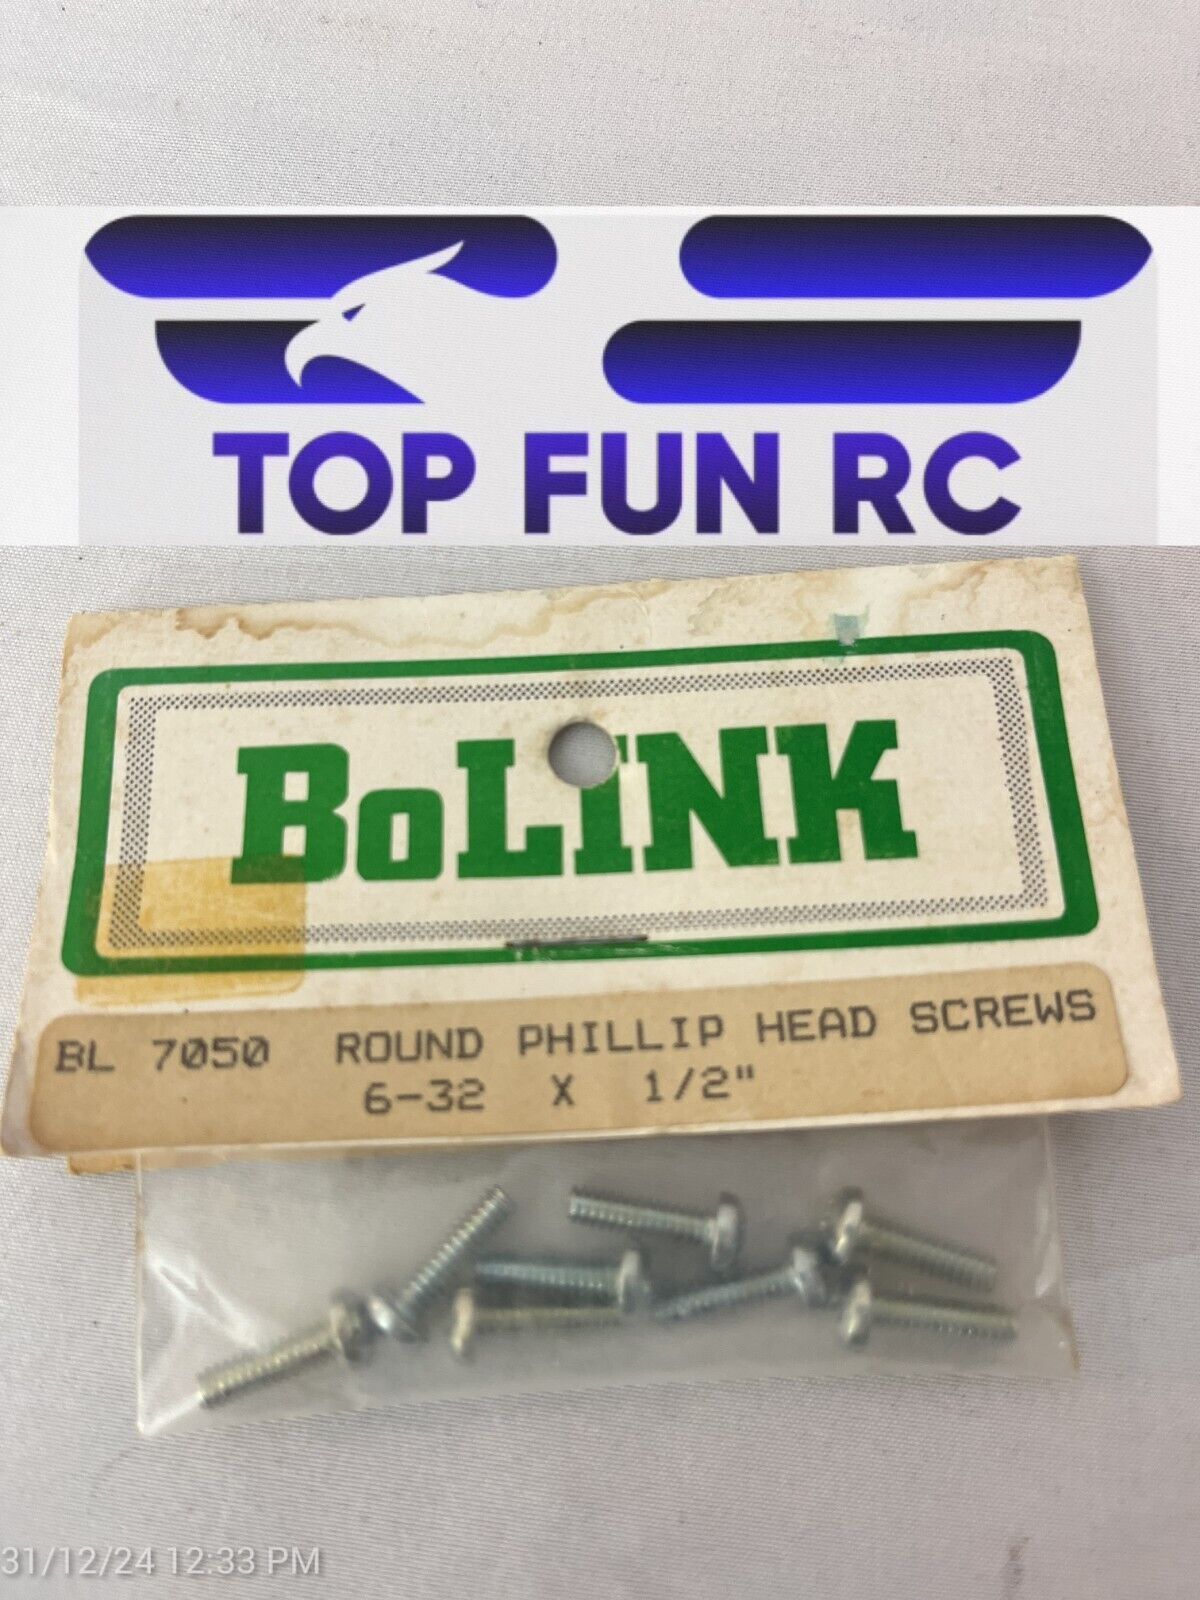 TOP FUN RC
BoLINK
BL 7050 ROUND PHILLIP HEAD SCREWS
6-32 X 1/2"
31/12/24 12:33 PM